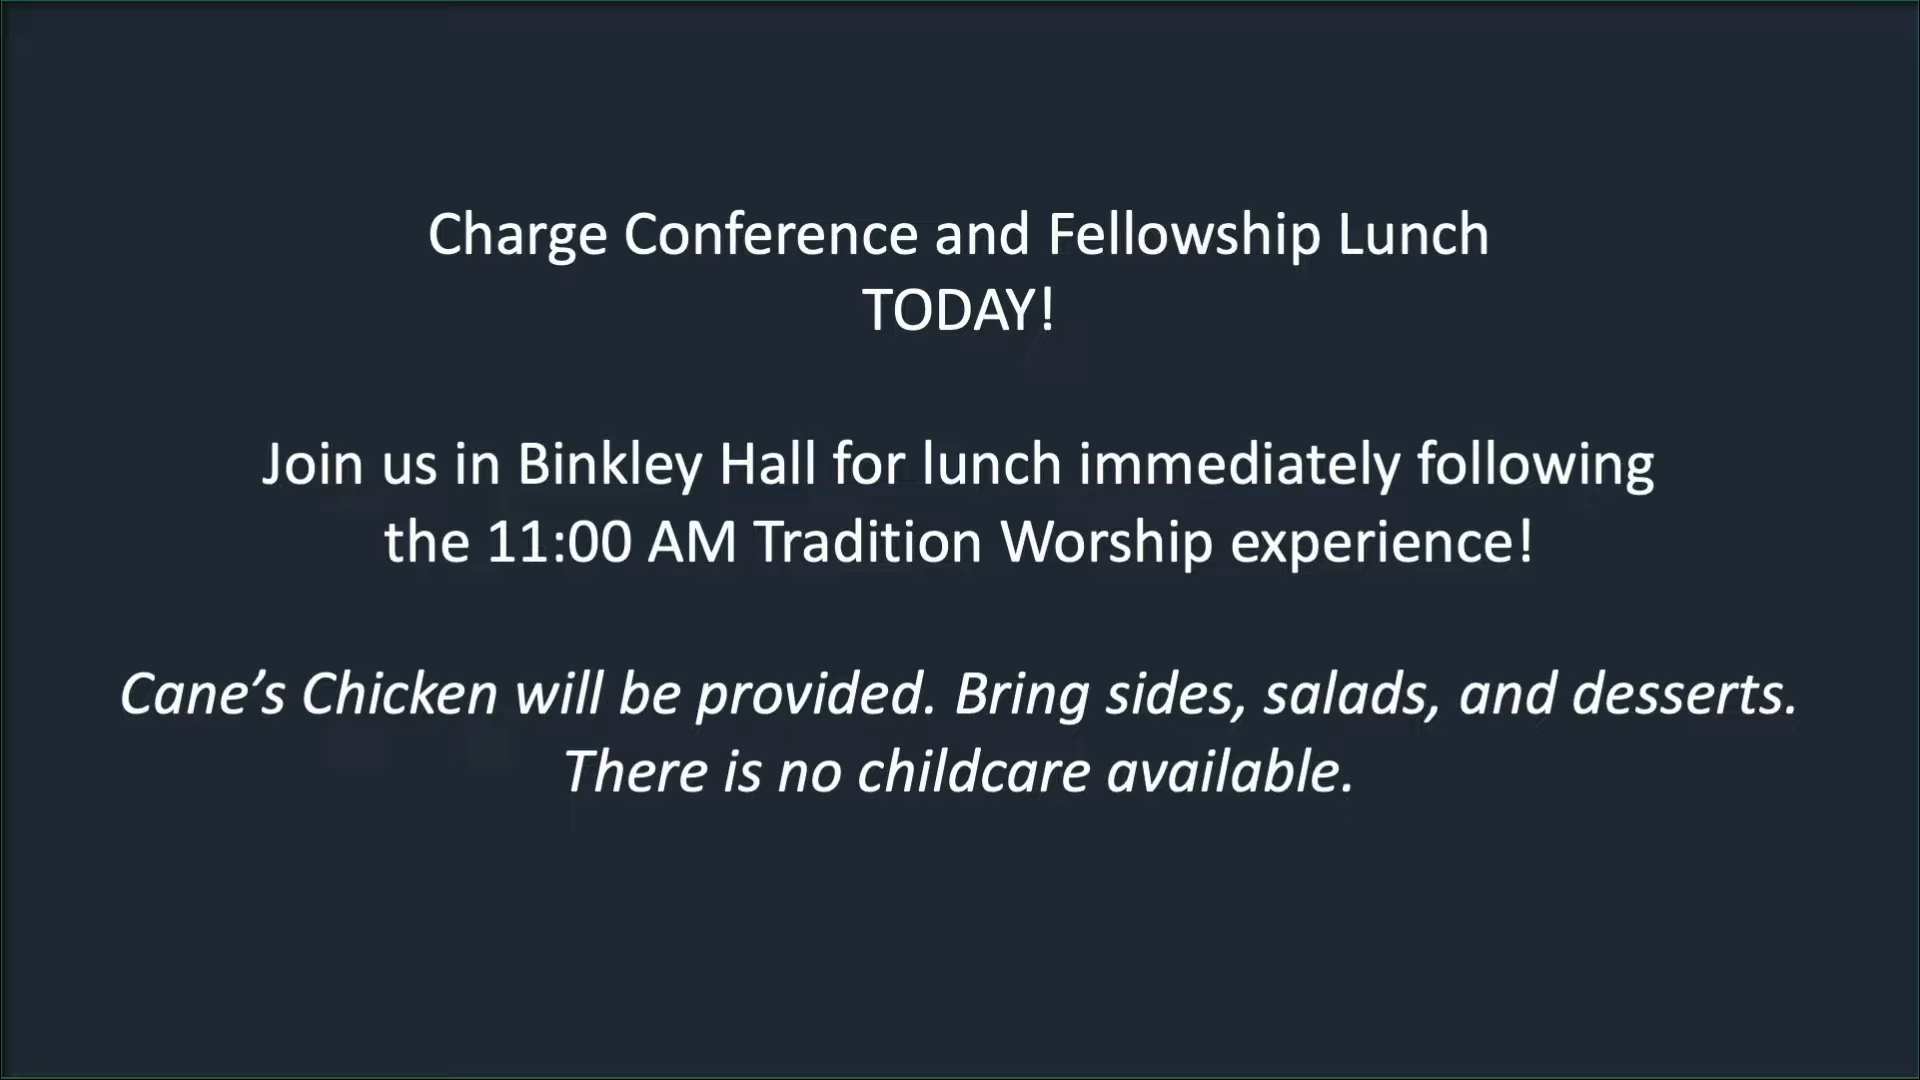 Charge Conference and Fellowship Lunch
TODAY!
Join us in Binkley Hall for lunch immediately following
the 11:00 AM Tradition Worship experience!
Cane’s Chicken will be provided. Bring sides, salads, and desserts.
There is no childcare available.